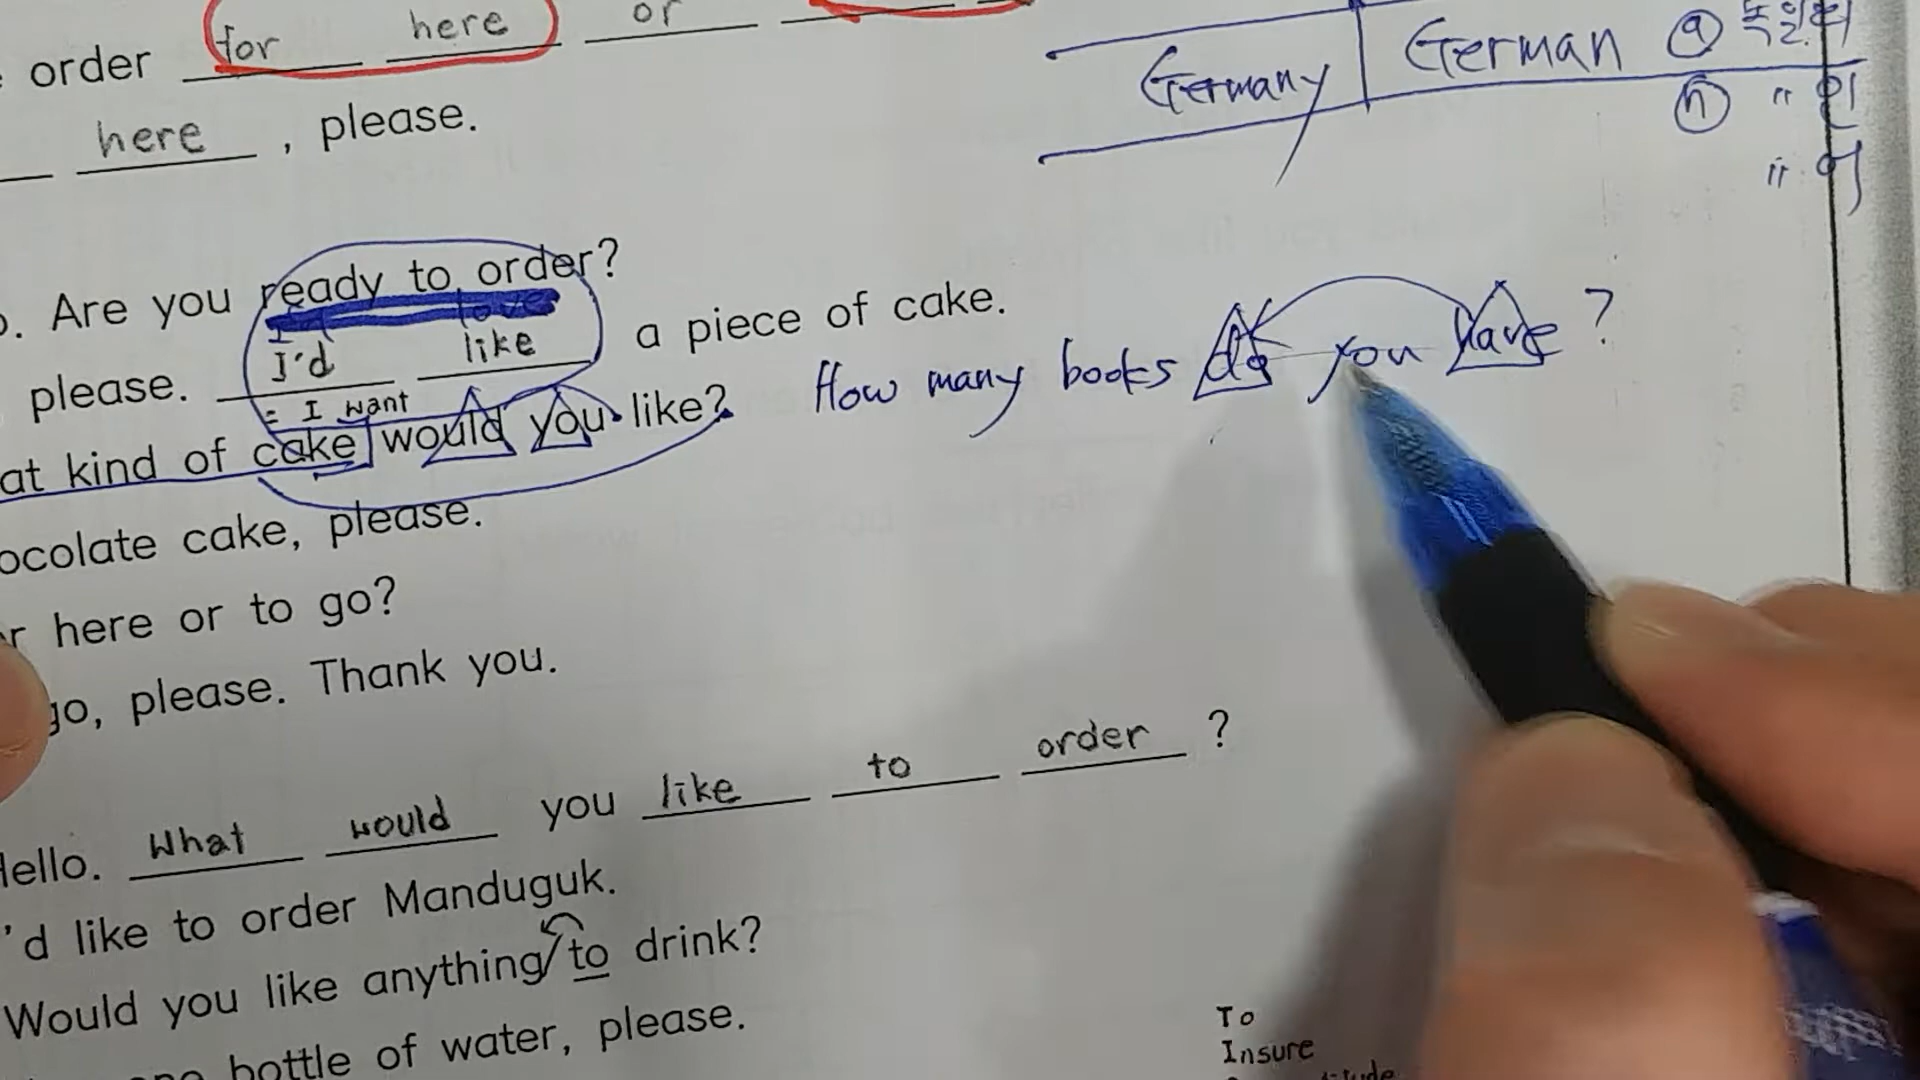 order for here or
here , please.
Germany German ⓐ 독일의
ⓝ " 인
" 어
Are you ready to order?
please. I'd like a piece of cake.
= I want
at kind of cake would you like?
How many books do you have ?
ocolate cake, please.
r here or to go?
go, please. Thank you.
Hello. What would you like to order ?
'd like to order Manduguk.
Would you like anything to drink?
bottle of water, please.
To
Insure